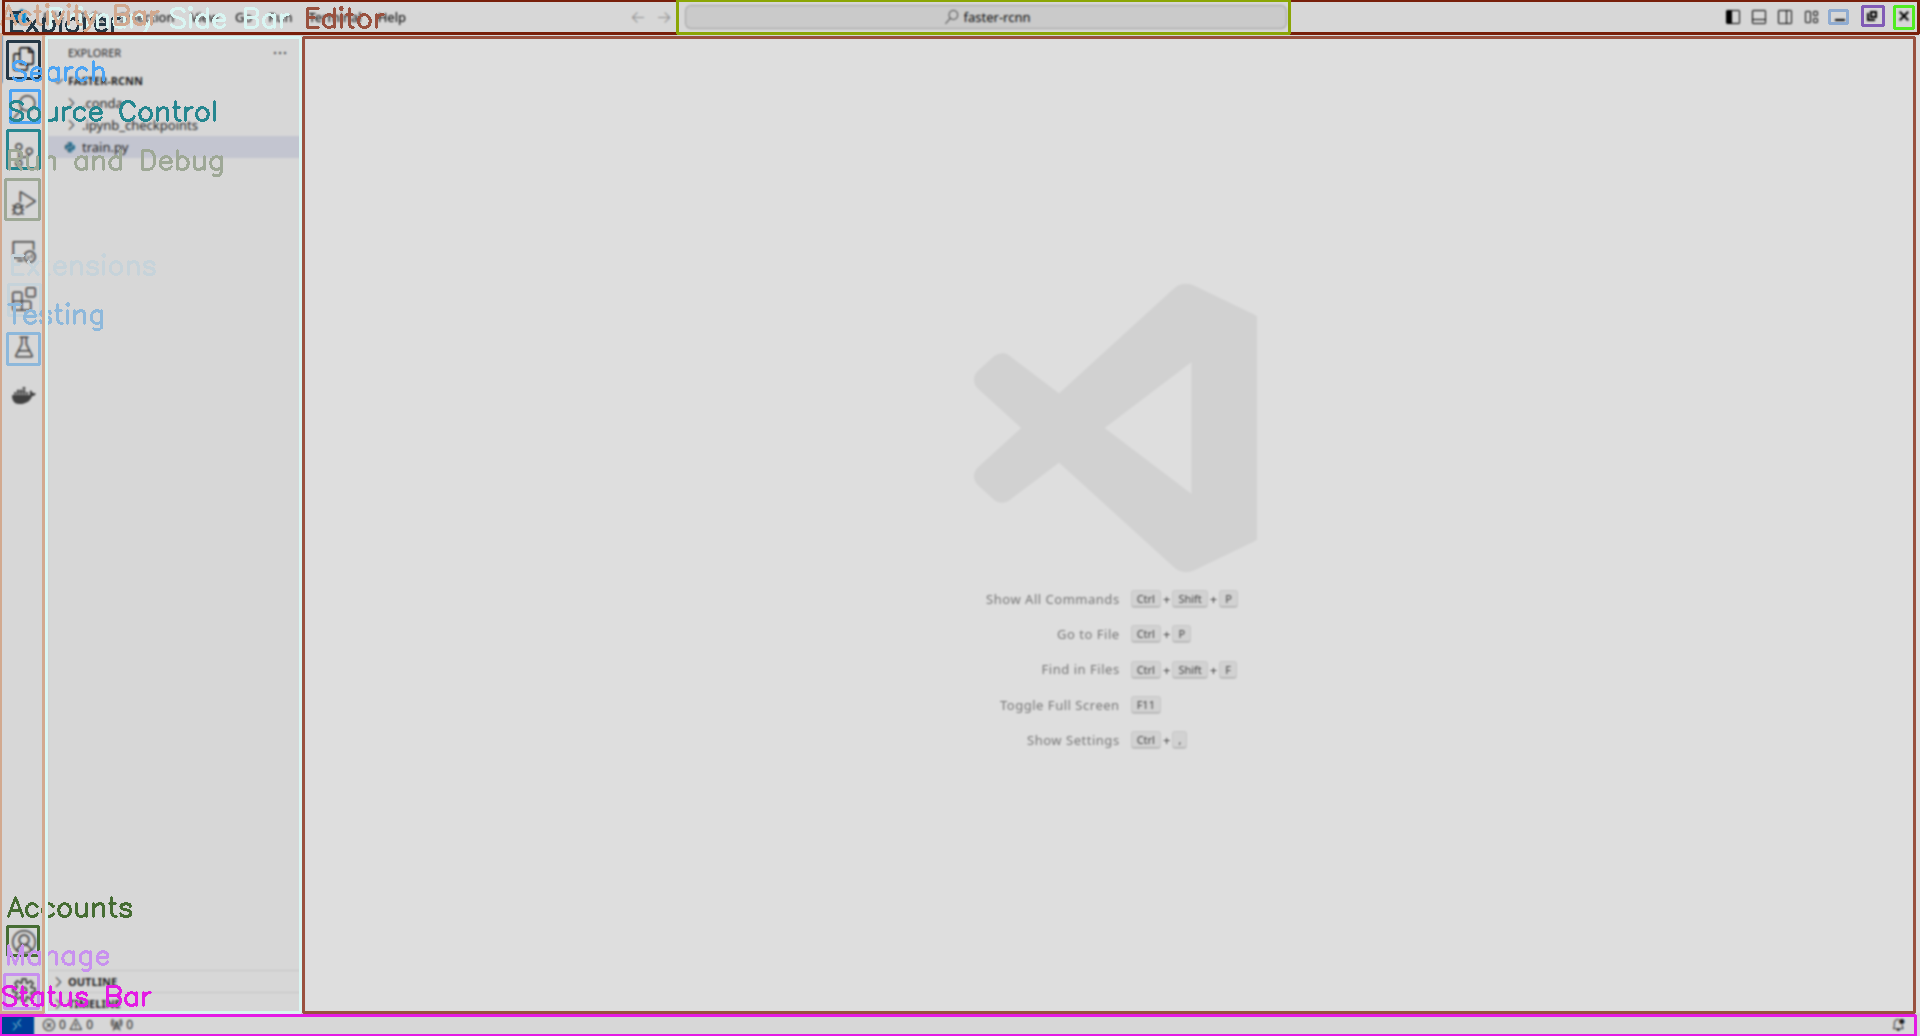 Activity Bar
Side Bar
Editor
Help
faster-rcnn
Explorer
EXPLORER
Search
FASTER-RCNN
.conda
Source Control
.ipynb_checkpoints
train.py
Run and Debug
Extensions
Testing
Show All Commands Ctrl + Shift + P
Go to File Ctrl + P
Find in Files Ctrl + Shift + F
Toggle Full Screen F11
Show Settings Ctrl + ,
Accounts
Manage
OUTLINE
Status Bar
TIMELINE
0 0 0